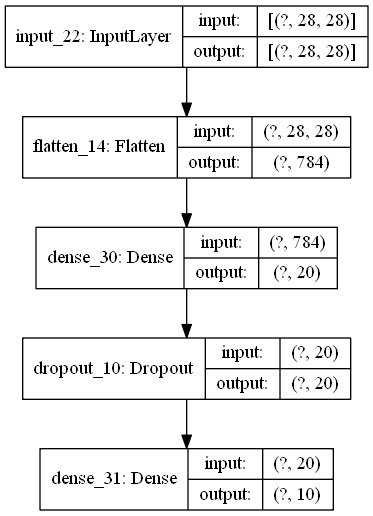 input_22: InputLayer
input:
[(?, 28, 28)]
output:
[(?, 28, 28)]
flatten_14: Flatten
input:
(?, 28, 28)
output:
(?, 784)
dense_30: Dense
input:
(?, 784)
output:
(?, 20)
dropout_10: Dropout
input:
(?, 20)
output:
(?, 20)
dense_31: Dense
input:
(?, 20)
output:
(?, 10)